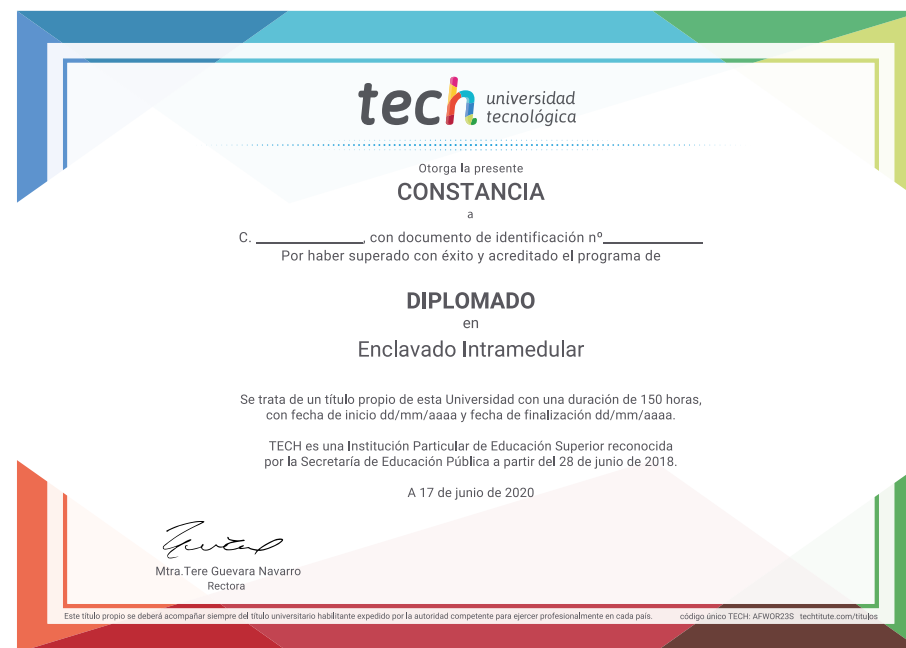 tech universidad
tecnológica
Otorga la presente
CONSTANCIA
a
C. ____________, con documento de identificación nº____________
Por haber superado con éxito y acreditado el programa de
DIPLOMADO
en
Enclavado Intramedular
Se trata de un título propio de esta Universidad con una duración de 150 horas,
con fecha de inicio dd/mm/aaaa y fecha de finalización dd/mm/aaaa.
TECH es una Institución Particular de Educación Superior reconocida
por la Secretaría de Educación Pública a partir del 28 de junio de 2018.
A 17 de junio de 2020
Mtra.Tere Guevara Navarro
Rectora
Este título propio se deberá acompañar siempre del título universitario habilitante expedido por la autoridad competente para ejercer profesionalmente en cada país. código único TECH: AFWOR23S techtitute.com/titulos